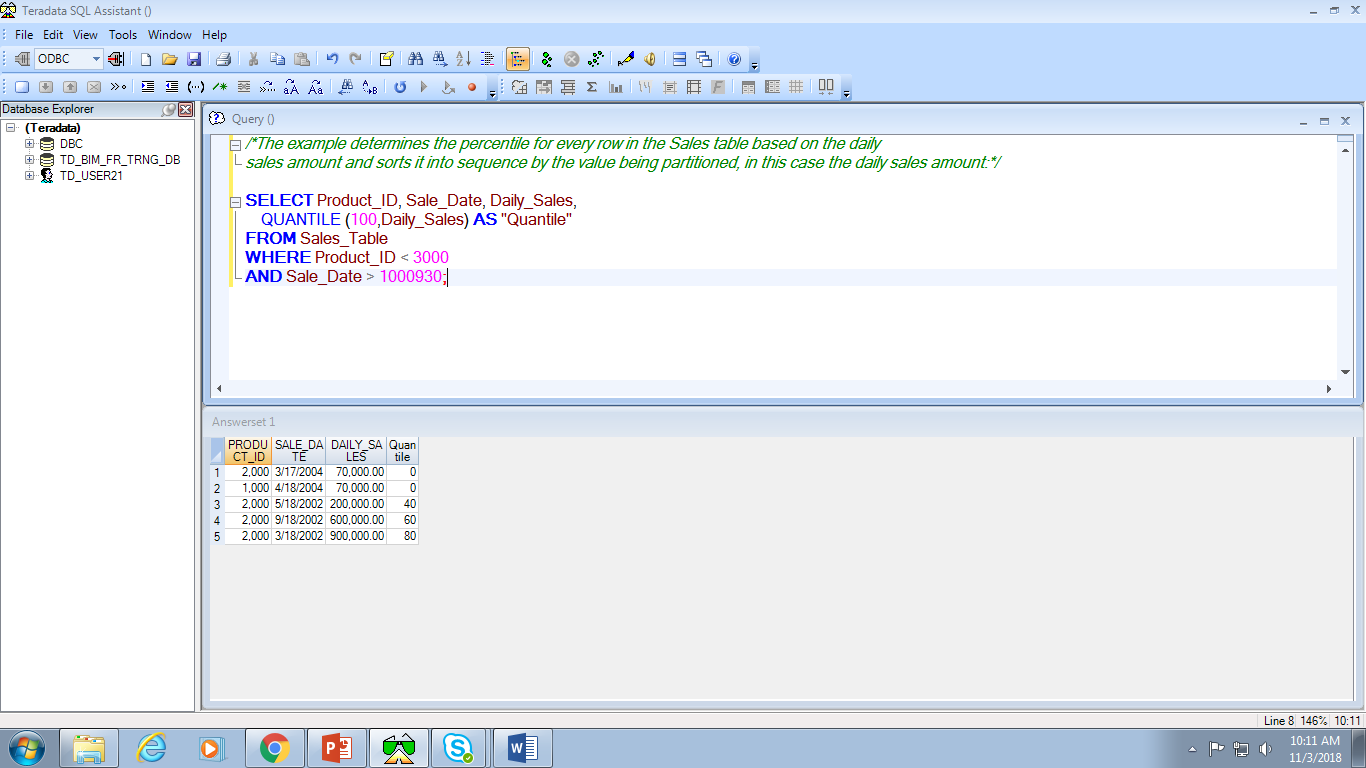 Teradata SQL Assistant ()
File Edit View Tools Window Help
ODBC
Database Explorer
(Teradata)
DBC
TD_BIM_FR_TRNG_DB
TD_USER21
Query ()
/*The example determines the percentile for every row in the Sales table based on the daily
sales amount and sorts it into sequence by the value being partitioned, in this case the daily sales amount:*/
SELECT Product_ID, Sale_Date, Daily_Sales,
QUANTILE (100,Daily_Sales) AS "Quantile"
FROM Sales_Table
WHERE Product_ID < 3000
AND Sale_Date > 1000930;
Answerset 1
PRODU SALE_DA DAILY_SA Quan
CT_ID TE LES tile
1 2,000 3/17/2004 70,000.00 0
2 1,000 4/18/2004 70,000.00 0
3 2,000 5/18/2002 200,000.00 40
4 2,000 9/18/2002 600,000.00 60
5 2,000 3/18/2002 900,000.00 80
Line 8 146% 10:11
10:11 AM
11/3/2018